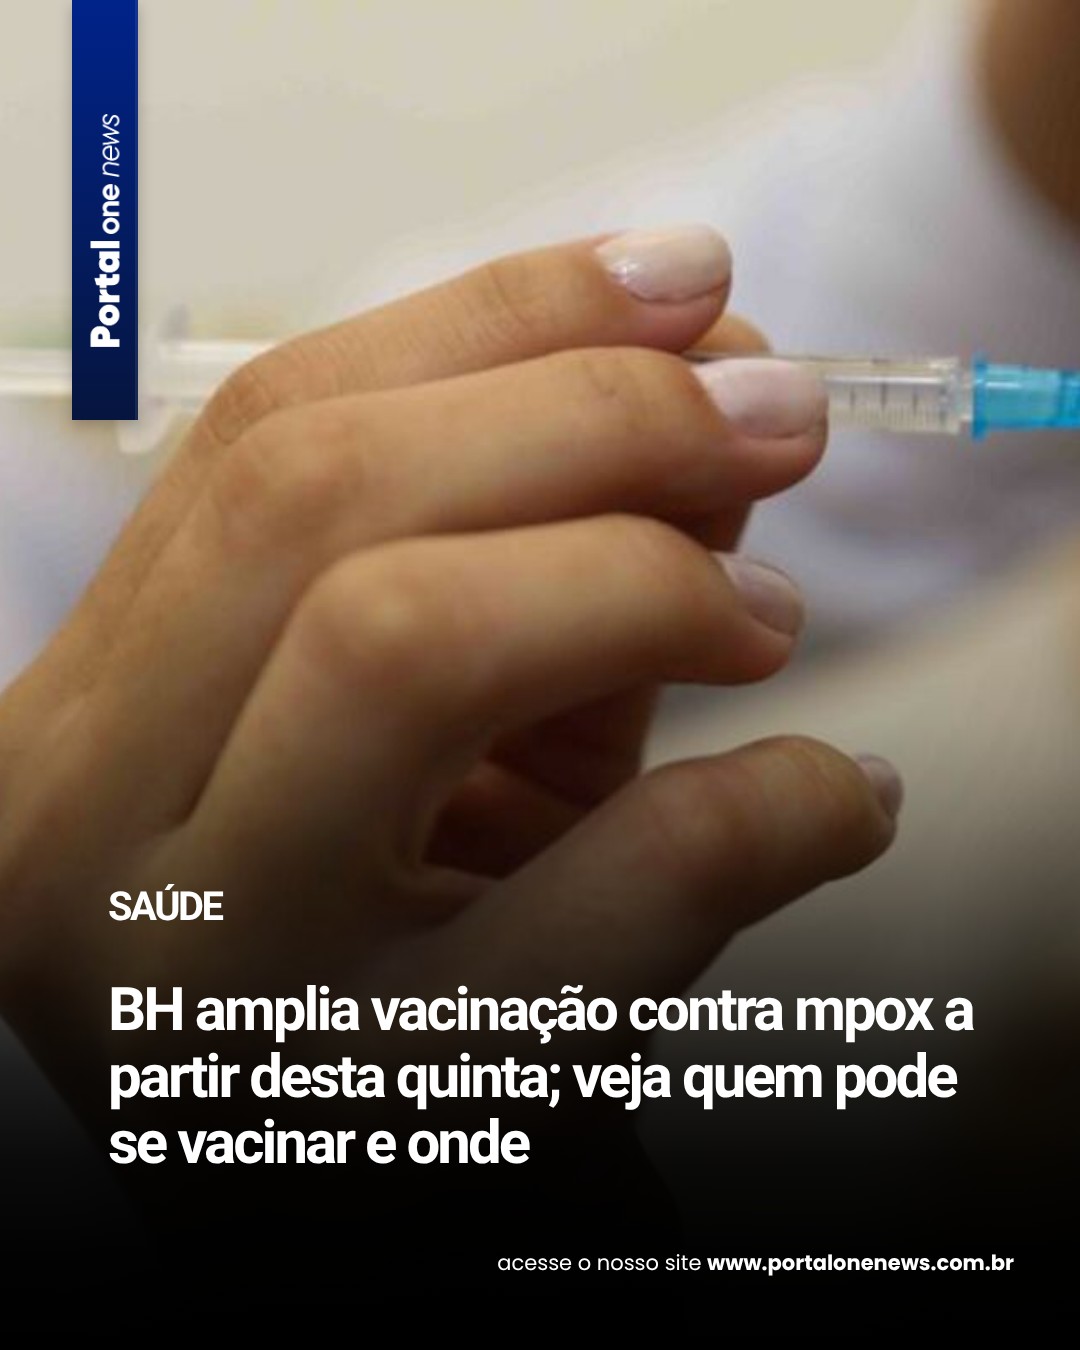 Portal one news
SAÚDE
BH amplia vacinação contra mpox a
partir desta quinta; veja quem pode
se vacinar e onde
acesse o nosso site www.portalonenews.com.br